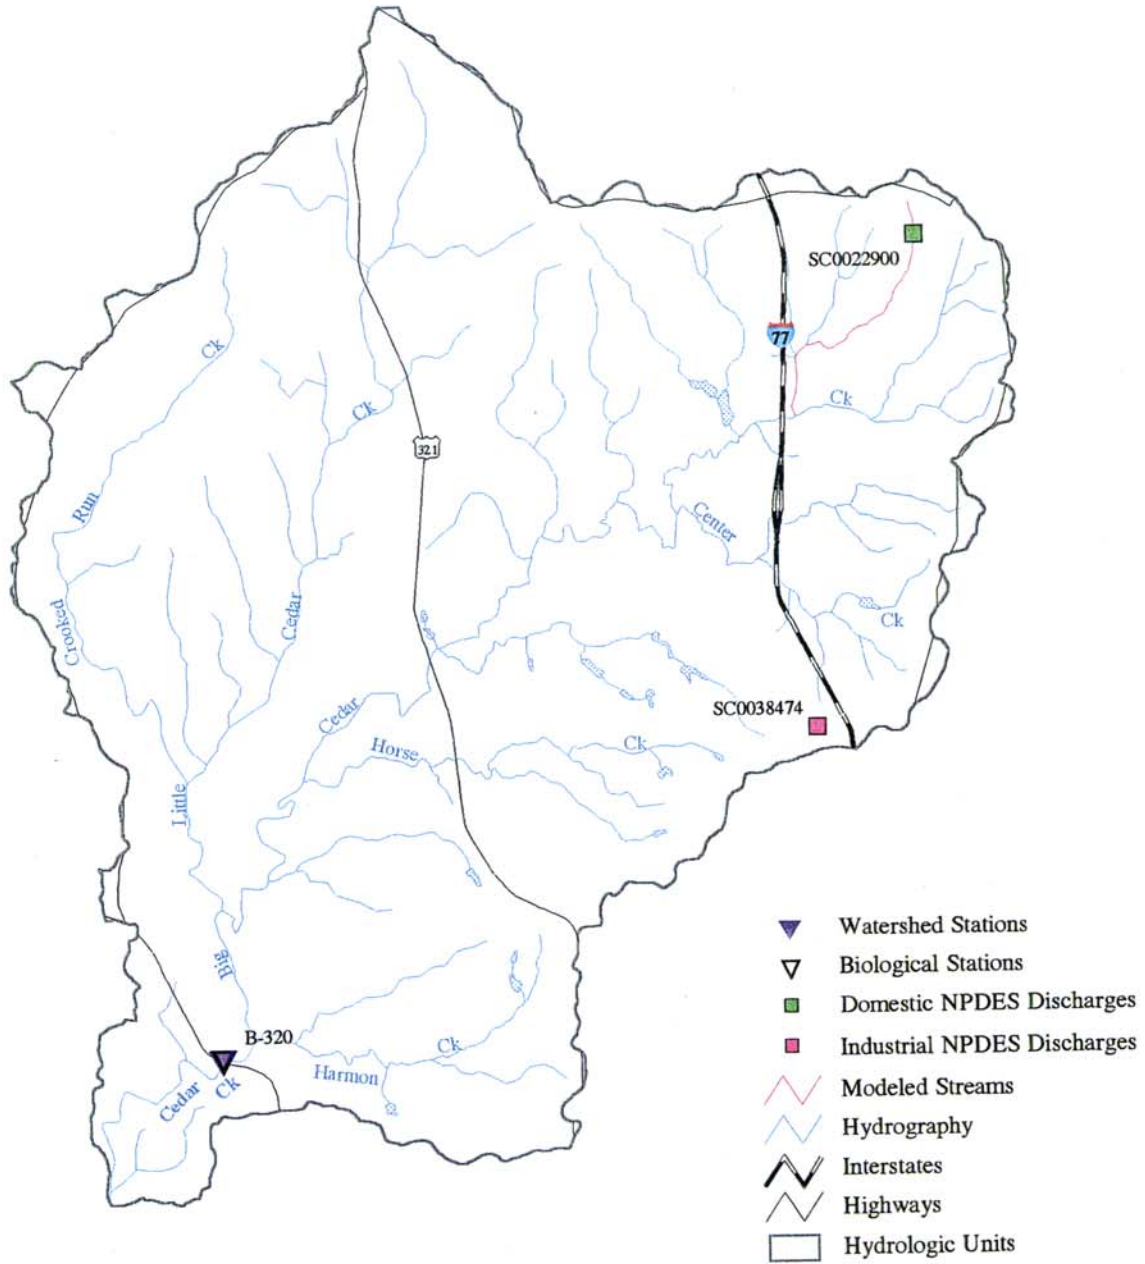 SC0022900
77
Ck
Ck
Ck
321
Run
Center
Crooked
Cedar
Ck
SC0038474
Cedar
Horse
Ck
Little
Big
B-320
Ck
Harmon
Cedar
Ck
Watershed Stations
Biological Stations
Domestic NPDES Discharges
Industrial NPDES Discharges
Modeled Streams
Hydrography
Interstates
Highways
Hydrologic Units